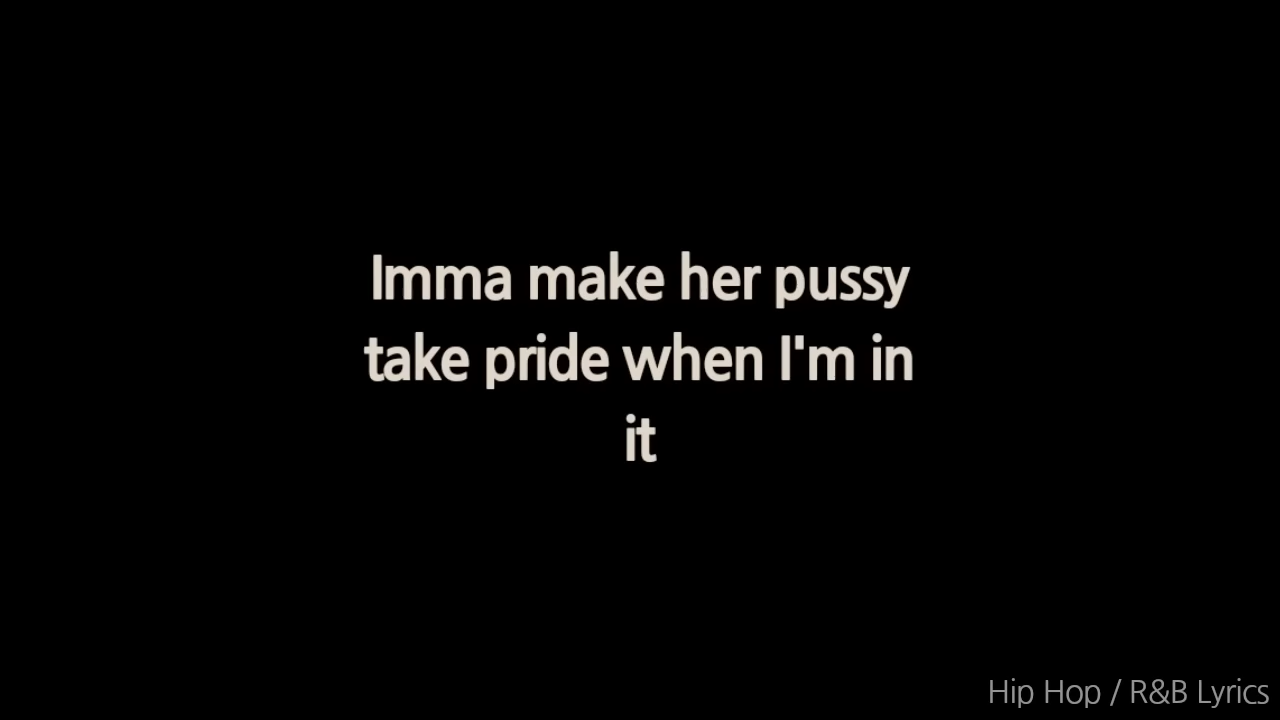 Imma make her pussy
take pride when I'm in
it
Hip Hop / R&B Lyrics